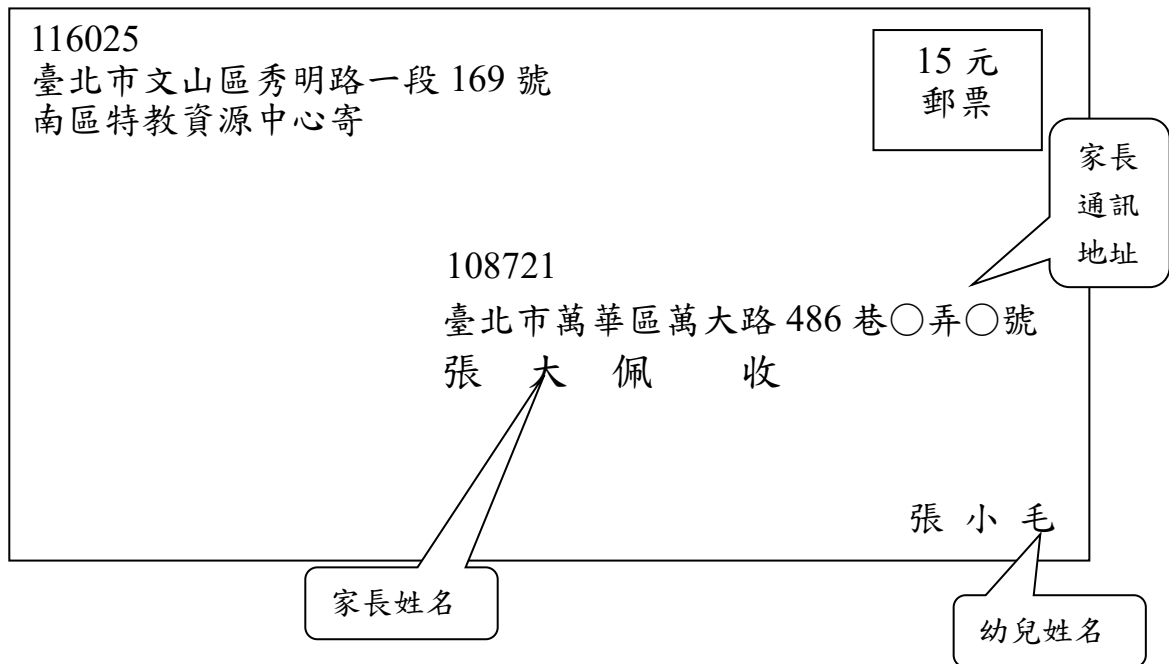 116025
臺北市文山區秀明路一段 169 號
南區特教資源中心寄
15 元
郵票
家長
通訊
地址
108721
臺北市萬華區萬大路 486 巷○弄○號
張 大 佩 收
張 小 毛
家長姓名
幼兒姓名